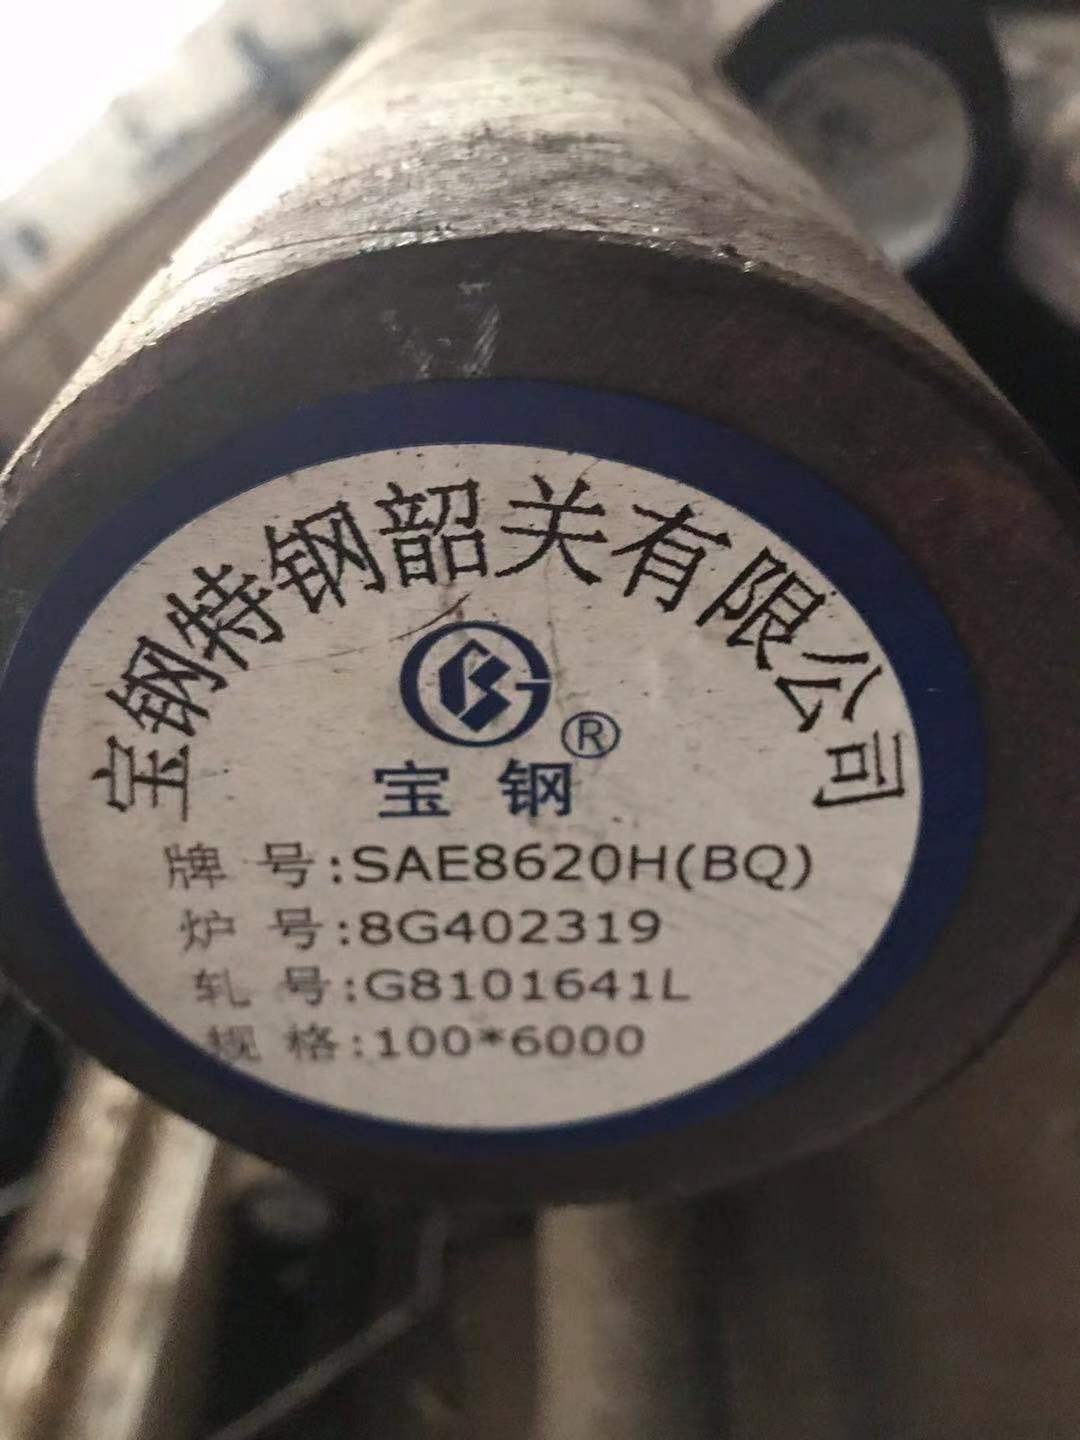 宝钢特钢韶关有限公司
®
宝钢
牌号:SAE8620H(BQ)
炉号:8G402319
轧号:G8101641L
规格:100*6000